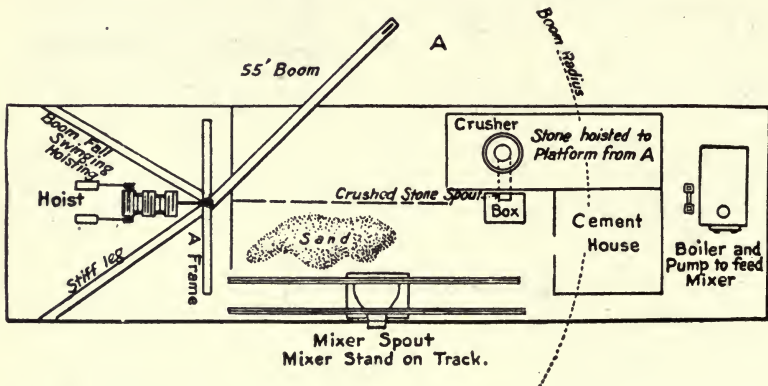 A
55' Boom
Boom Radius
Boom Fall
Swinging
Hoisting
Hoist
Stiff leg
A Frame
Crusher
Stone hoisted to
Platform from A
Crushed Stone Spout
Box
Sand
Cement
House
Boiler and
Pump to feed
Mixer
Mixer Spout
Mixer Stand on Track.